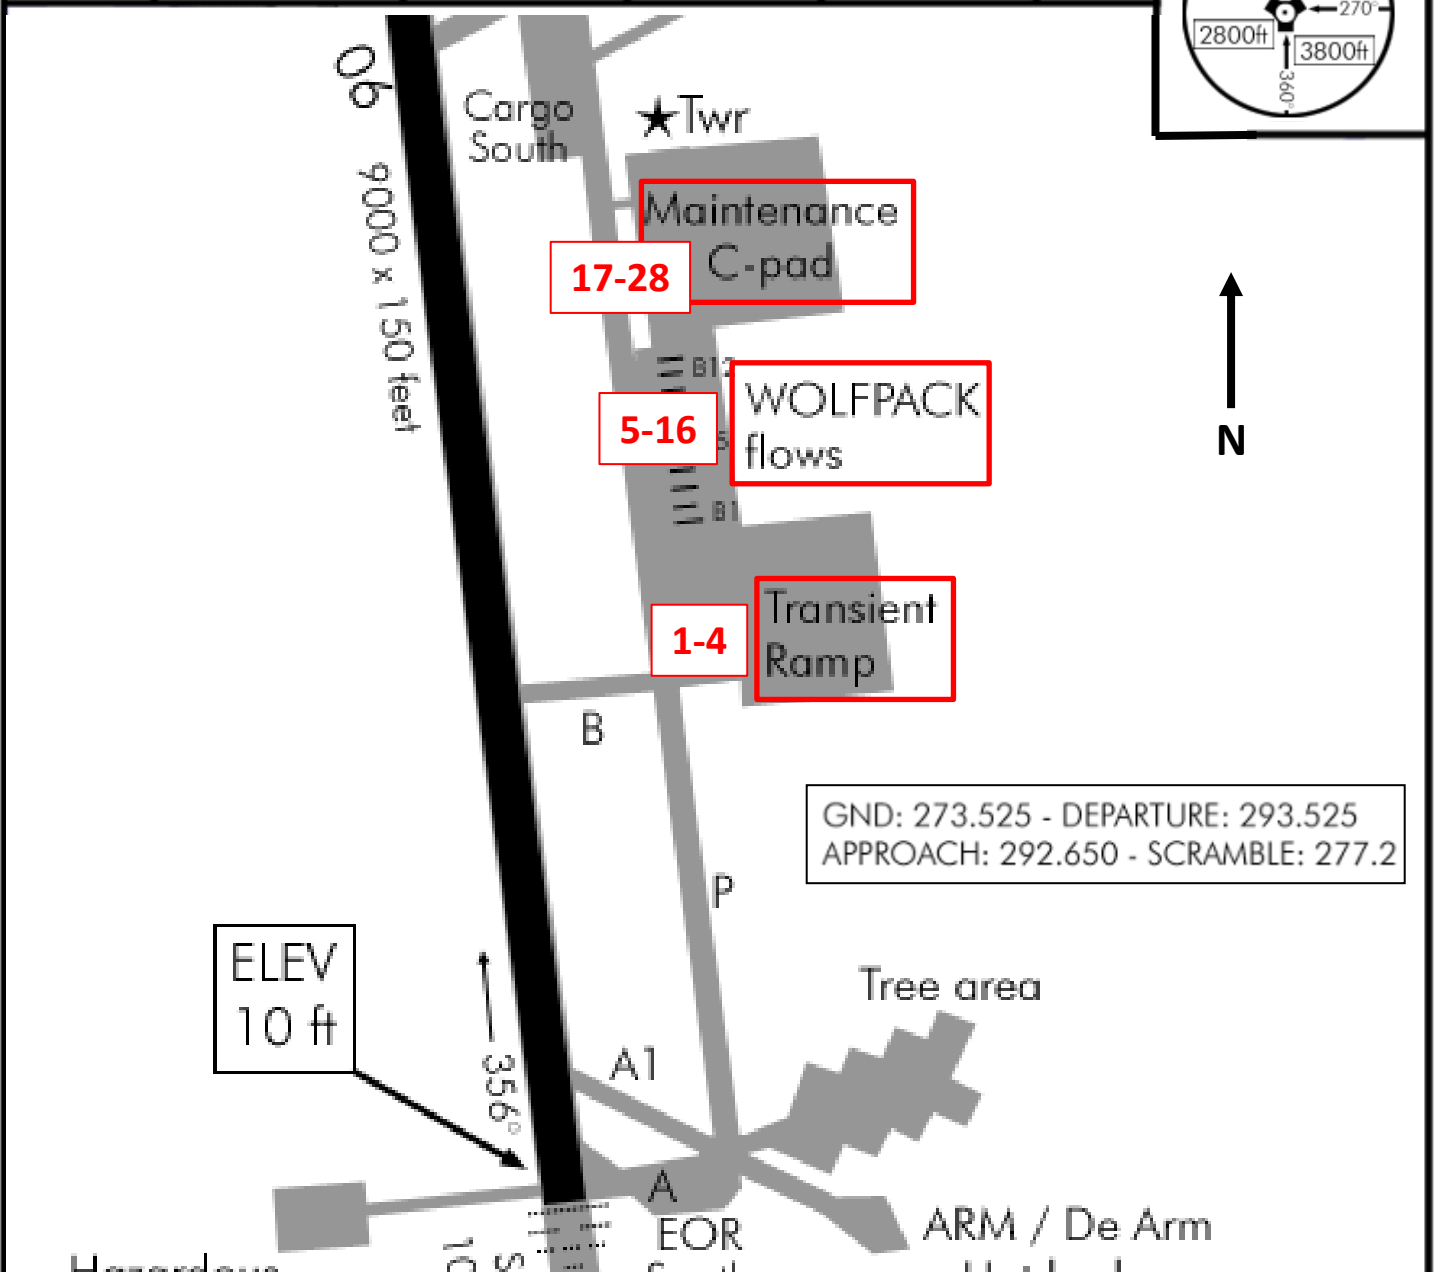 270°
2800ft
3800ft
360°
06
9000 x 150 feet
Cargo
South
★Twr
Maintenance
C-pad
17-28
B12
WOLFPACK
flows
5-16
B1
N
1-4
Transient
Ramp
B
GND: 273.525 - DEPARTURE: 293.525
APPROACH: 292.650 - SCRAMBLE: 277.2
P
ELEV
10 ft
Tree area
356°
A1
A
EOR
ARM / De Arm
Hazardous